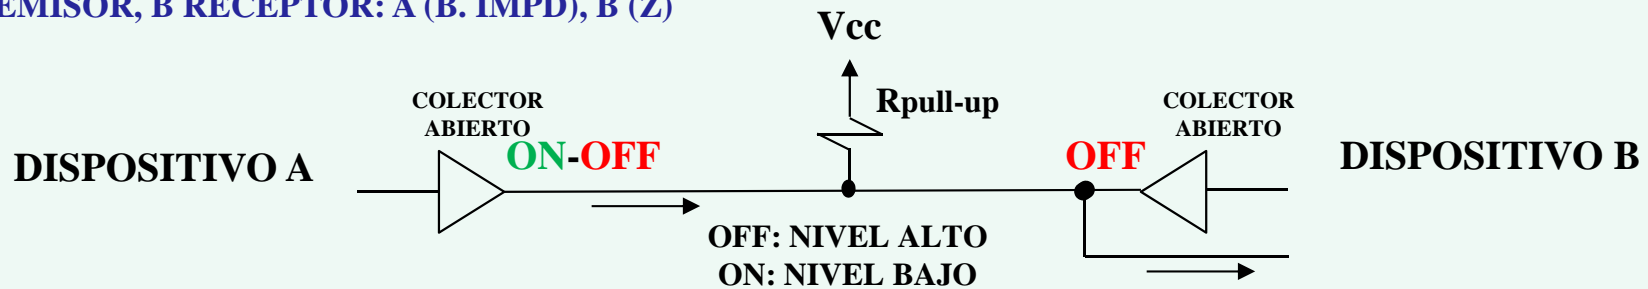 EMISOR, B RECEPTOR: A (B. IMPD), B (Z)
Vcc
Rpull-up
COLECTOR
ABIERTO
COLECTOR
ABIERTO
DISPOSITIVO A
ON-OFF
OFF
DISPOSITIVO B
OFF: NIVEL ALTO
ON: NIVEL BAJO